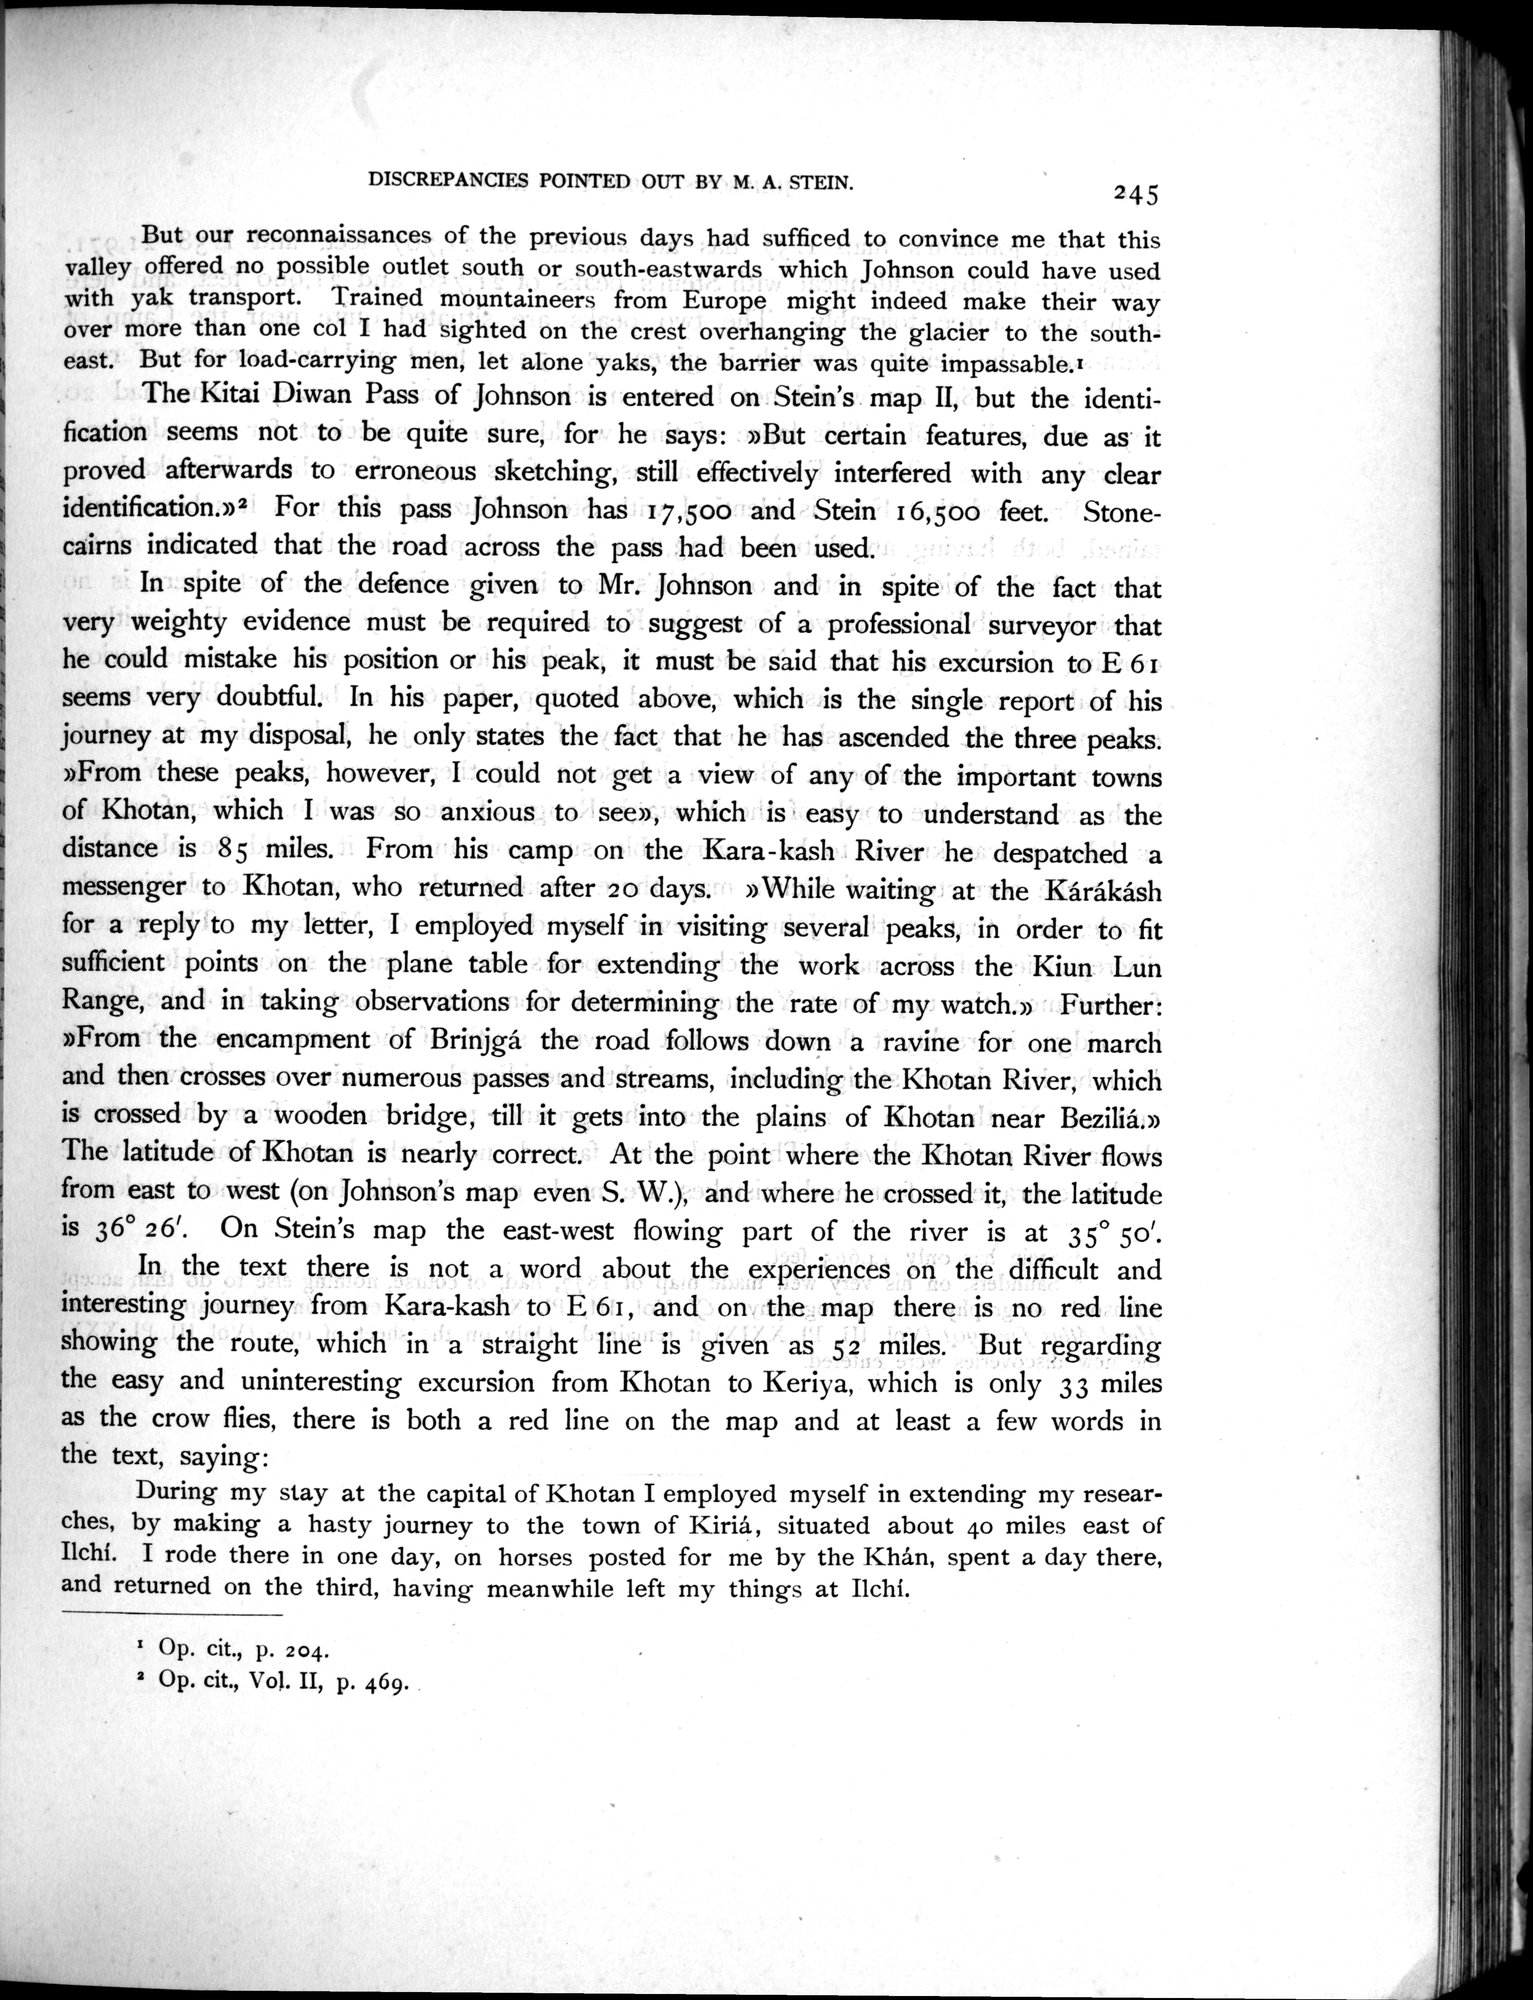 DISCREPANCIES POINTED OUT BY M. A. STEIN.
245
But our reconnaissances of the previous days had sufficed to convince me that this
valley offered no possible outlet south or south-eastwards which Johnson could have used
with yak transport. Trained mountaineers from Europe might indeed make their way
over more than one col I had sighted on the crest overhanging the glacier to the south-
east. But for load-carrying men, let alone yaks, the barrier was quite impassable.¹
The Kitai Diwan Pass of Johnson is entered on Stein's map II, but the identi-
fication seems not to be quite sure, for he says: »But certain features, due as it
proved afterwards to erroneous sketching, still effectively interfered with any clear
identification.»² For this pass Johnson has 17,500 and Stein 16,500 feet. Stone-
cairns indicated that the road across the pass had been used.
In spite of the defence given to Mr. Johnson and in spite of the fact that
very weighty evidence must be required to suggest of a professional surveyor that
he could mistake his position or his peak, it must be said that his excursion to E 61
seems very doubtful. In his paper, quoted above, which is the single report of his
journey at my disposal, he only states the fact that he has ascended the three peaks.
»From these peaks, however, I could not get a view of any of the important towns
of Khotan, which I was so anxious to see», which is easy to understand as the
distance is 85 miles. From his camp on the Kara-kash River he despatched a
messenger to Khotan, who returned after 20 days. »While waiting at the Kárákásh
for a reply to my letter, I employed myself in visiting several peaks, in order to fit
sufficient points on the plane table for extending the work across the Kiun Lun
Range, and in taking observations for determining the rate of my watch.» Further:
»From the encampment of Brinjgá the road follows down a ravine for one march
and then crosses over numerous passes and streams, including the Khotan River, which
is crossed by a wooden bridge, till it gets into the plains of Khotan near Beziliá.»
The latitude of Khotan is nearly correct. At the point where the Khotan River flows
from east to west (on Johnson's map even S. W.), and where he crossed it, the latitude
is 36° 26′. On Stein's map the east-west flowing part of the river is at 35° 50′.
In the text there is not a word about the experiences on the difficult and
interesting journey from Kara-kash to E 61, and on the map there is no red line
showing the route, which in a straight line is given as 52 miles. But regarding
the easy and uninteresting excursion from Khotan to Keriya, which is only 33 miles
as the crow flies, there is both a red line on the map and at least a few words in
the text, saying:
During my stay at the capital of Khotan I employed myself in extending my resear-
ches, by making a hasty journey to the town of Kiriá, situated about 40 miles east of
Ilchí. I rode there in one day, on horses posted for me by the Khán, spent a day there,
and returned on the third, having meanwhile left my things at Ilchí.
¹ Op. cit., p. 204.
² Op. cit., Vol. II, p. 469.